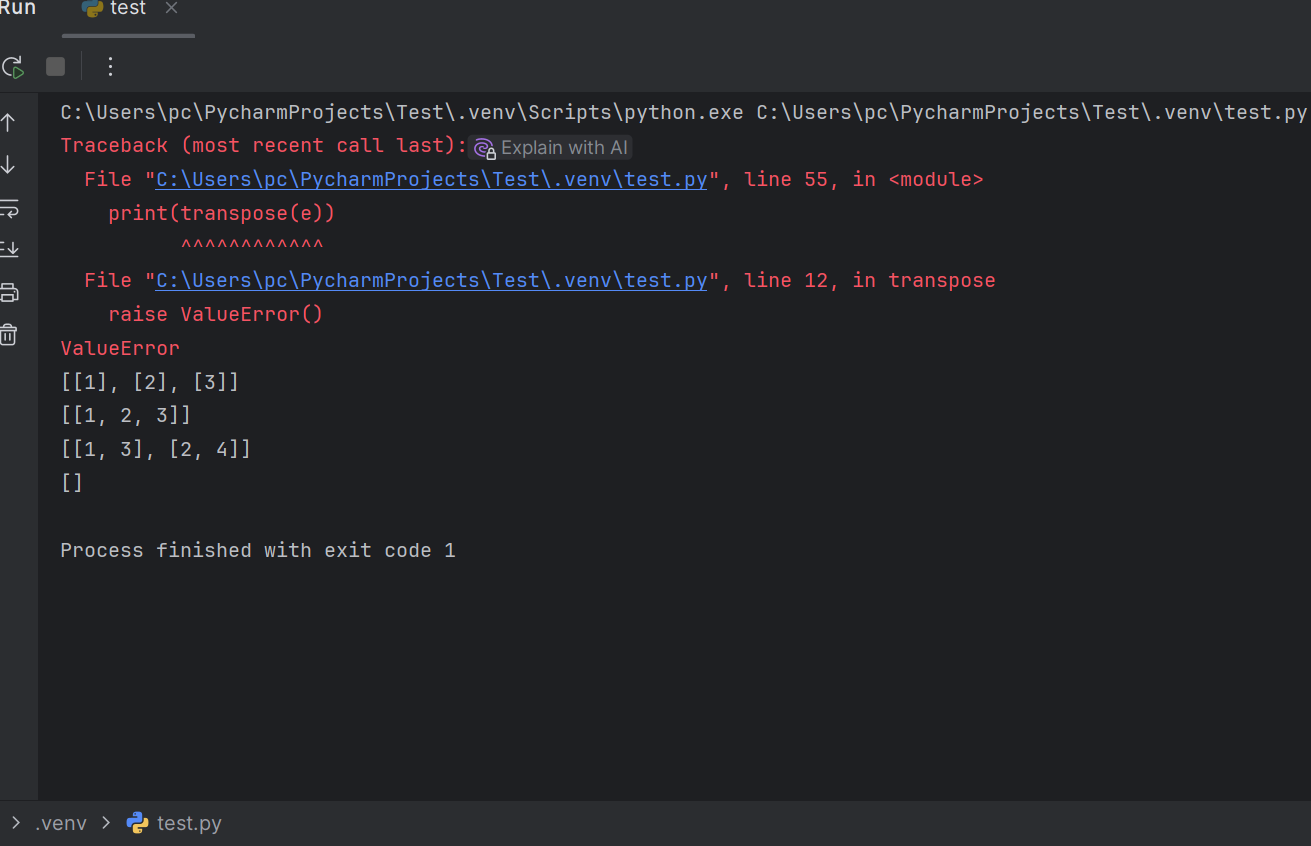 Run test
C:\Users\pc\PycharmProjects\Test\.venv\Scripts\python.exe C:\Users\pc\PycharmProjects\Test\.venv\test.py
Traceback (most recent call last): Explain with AI
  File "C:\Users\pc\PycharmProjects\Test\.venv\test.py", line 55, in <module>
    print(transpose(e))
          ^^^^^^^^^^^^
  File "C:\Users\pc\PycharmProjects\Test\.venv\test.py", line 12, in transpose
    raise ValueError()
ValueError
[[1], [2], [3]]
[[1, 2, 3]]
[[1, 3], [2, 4]]
[]
Process finished with exit code 1
.venv > test.py